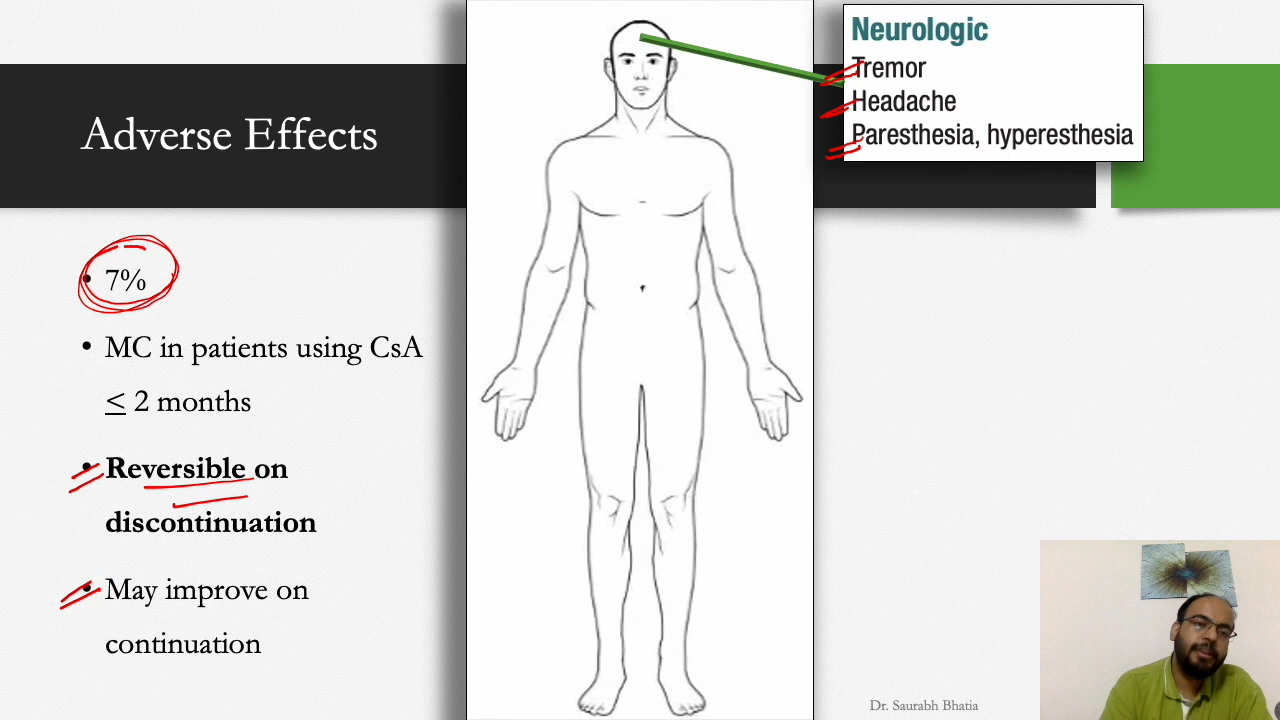 Adverse Effects
• 7%
• MC in patients using CsA
≤ 2 months
• Reversible on
discontinuation
• May improve on
continuation
Neurologic
Tremor
Headache
Paresthesia, hyperesthesia
Dr. Saurabh Bhatia